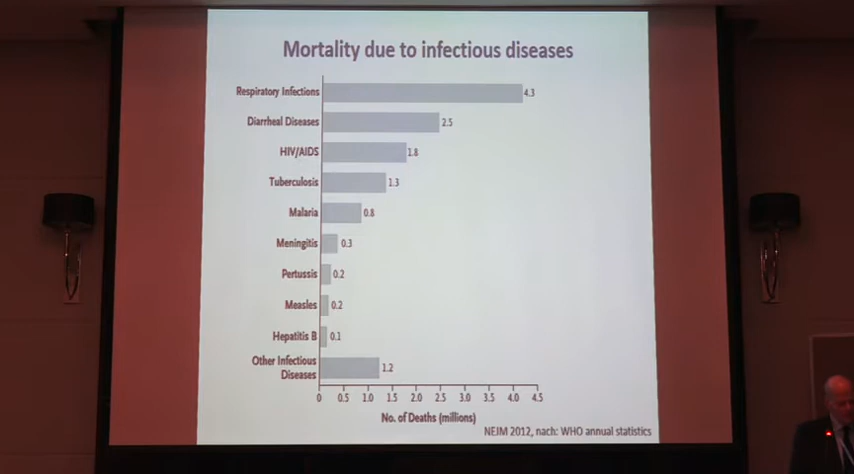 Mortality due to infectious diseases
Respiratory Infections 4.3
Diarrheal Diseases 2.5
HIV/AIDS 1.8
Tuberculosis 1.3
Malaria 0.8
Meningitis 0.3
Pertussis 0.2
Measles 0.2
Hepatitis B 0.1
Other Infectious
Diseases 1.2
0 0.5 1.0 1.5 2.0 2.5 3.0 3.5 4.0 4.5
No. of Deaths (millions)
NEJM 2012, nach: WHO annual statistics